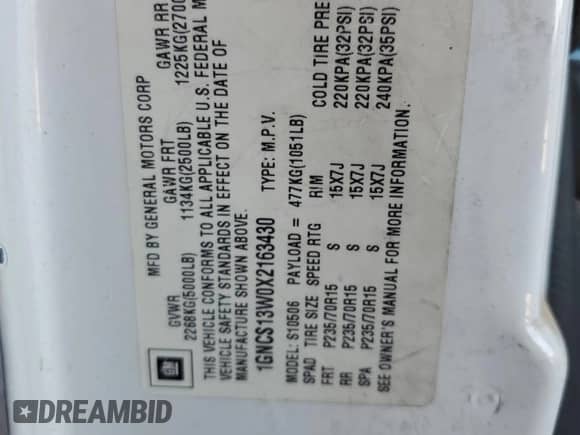 MFD BY GENERAL MOTORS CORP
GVWR GAWR FRT GAWR RR
2268KG(5000LB) 1134KG(2500LB) 1225KG(2700
THIS VEHICLE CONFORMS TO ALL APPLICABLE U.S. FEDERAL M
VEHICLE SAFETY STANDARDS IN EFFECT ON THE DATE OF
MANUFACTURE SHOWN ABOVE.
1GNCS13W0X2163430 TYPE: M.P.V.
MODEL: S10506 PAYLOAD = 477KG(1051LB)
SPAD TIRE SIZE SPEED RTG RIM COLD TIRE PRE
FRT P235/70R15 S 15X7J 220KPA(32PSI)
RR P235/70R15 S 15X7J 220KPA(32PSI)
SPA P235/70R15 S 15X7J 240KPA(35PSI)
SEE OWNER'S MANUAL FOR MORE INFORMATION.
GM
DREAMBID